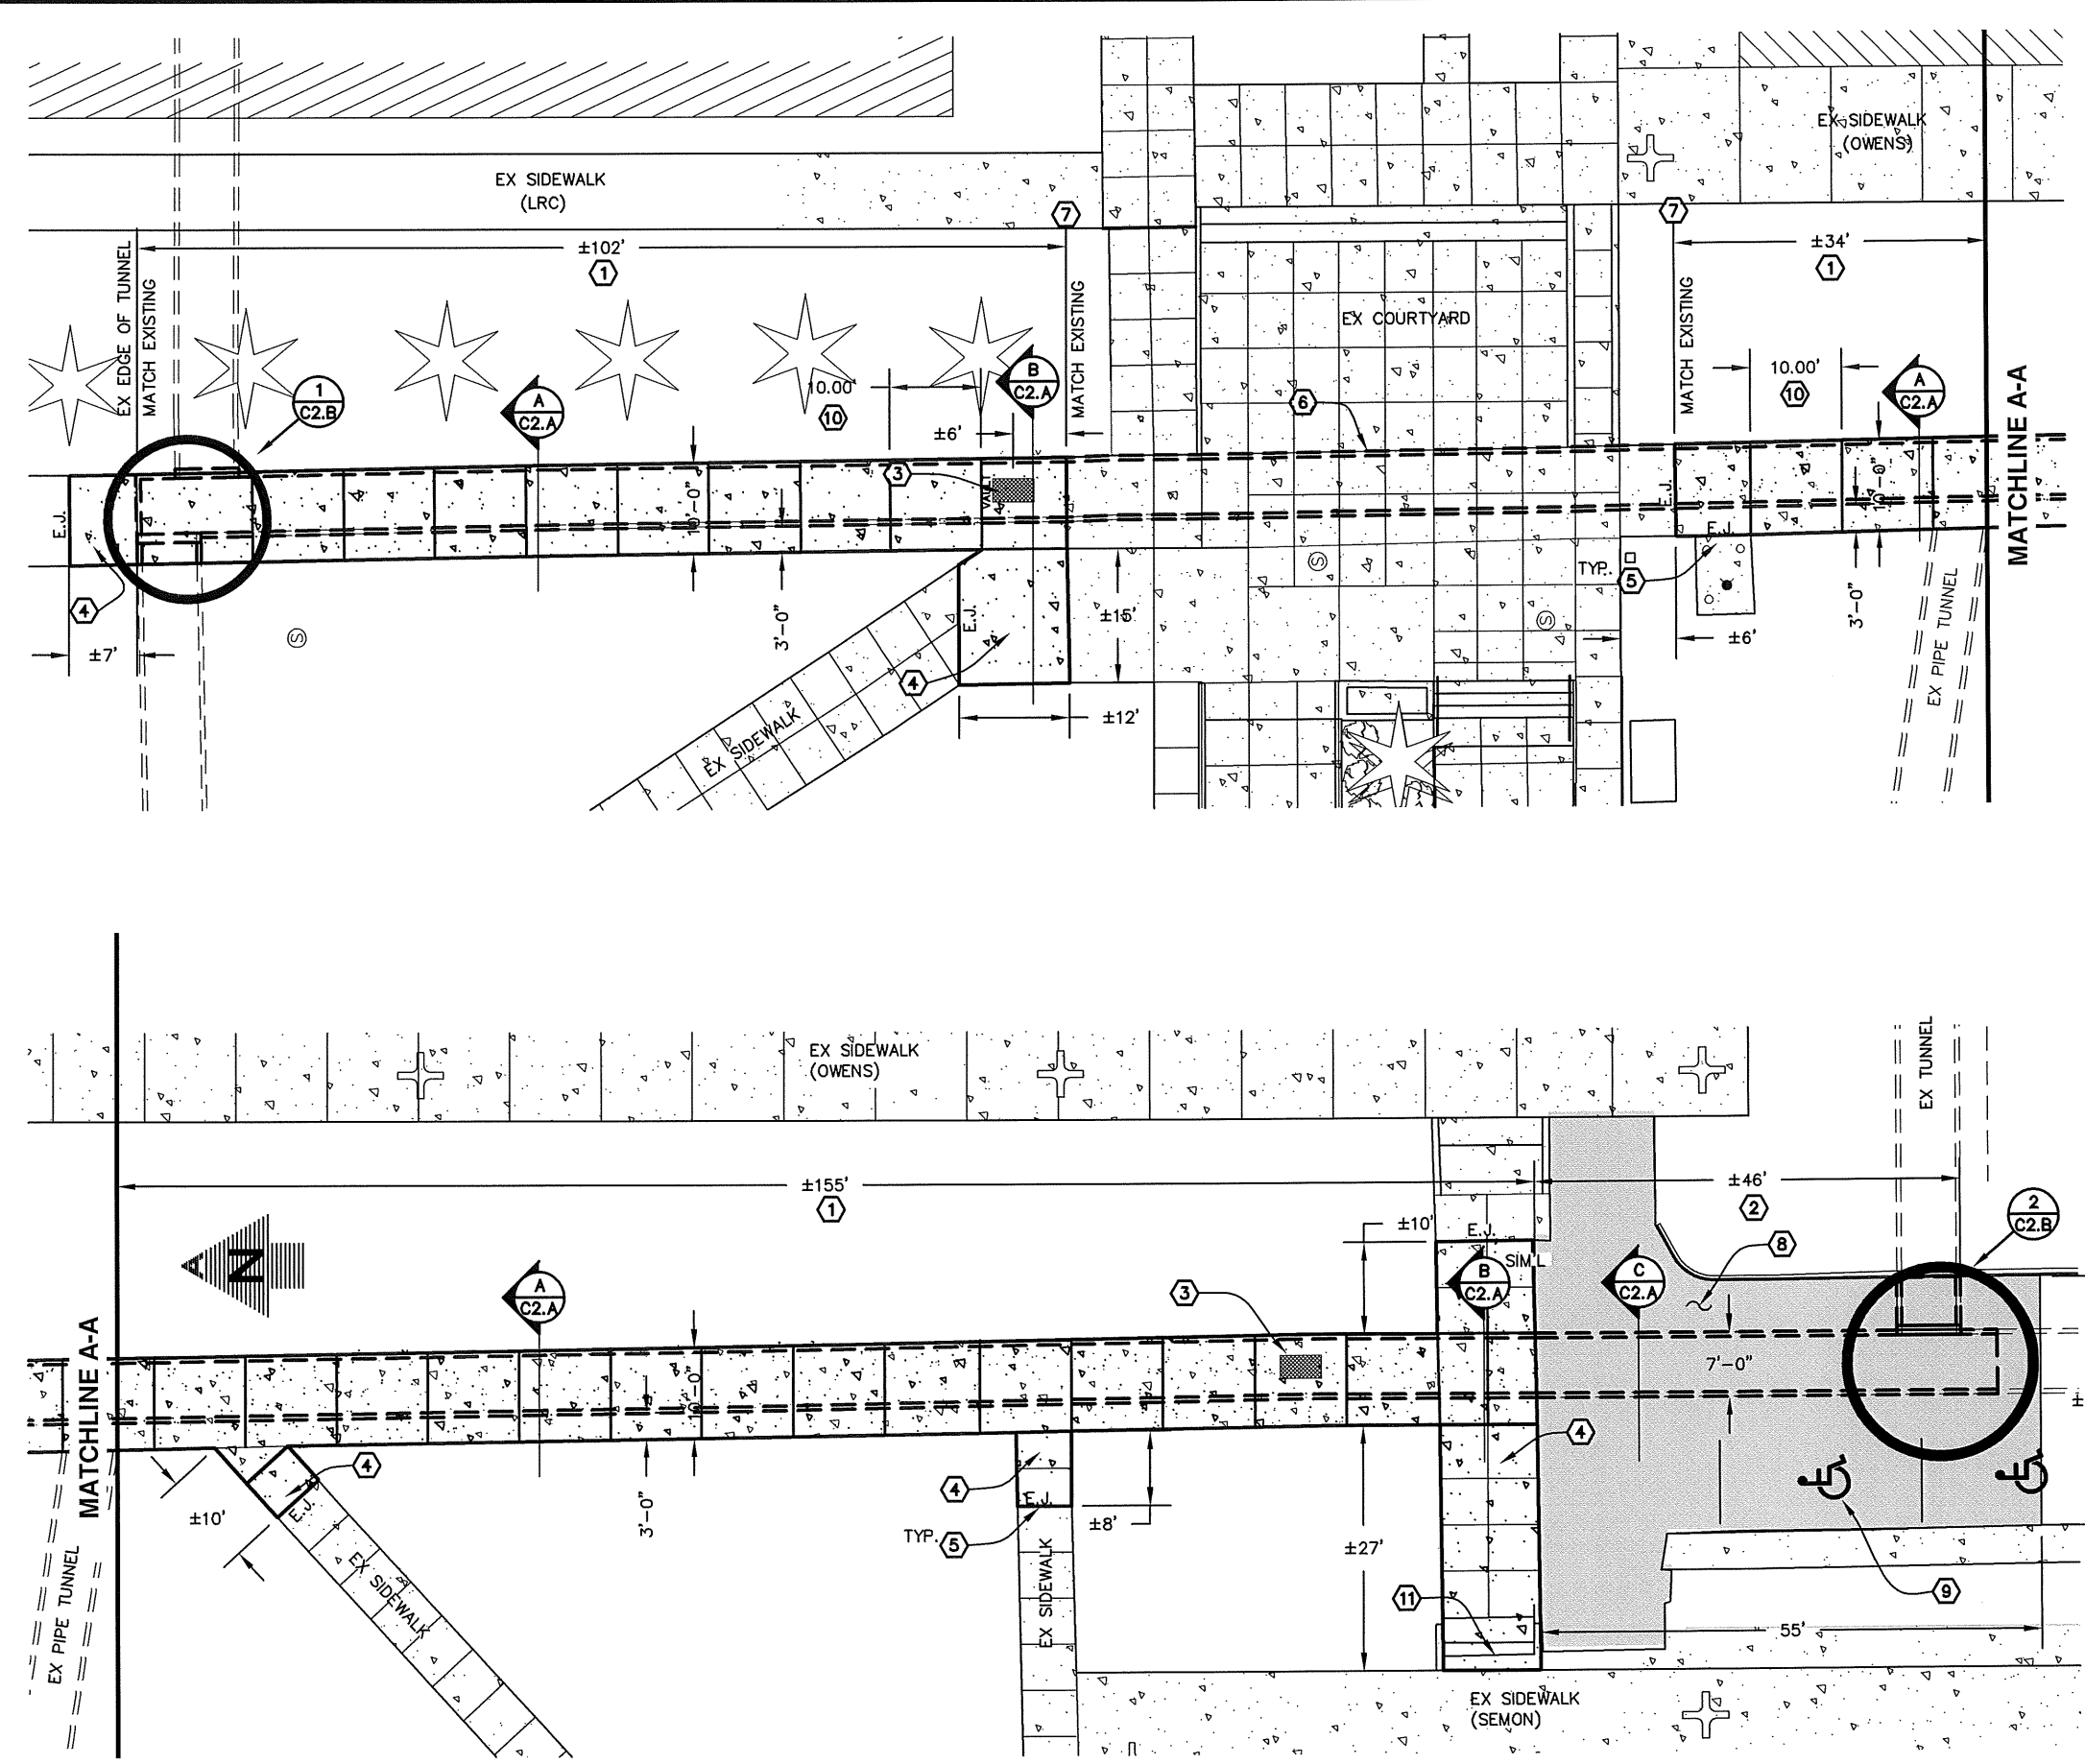 EX SIDEWALK
(LRC)
EX SIDEWALK
(OWENS)
7
7
±102'
1
±34'
1
EX EDGE OF TUNNEL
MATCH EXISTING
MATCH EXISTING
MATCH EXISTING
EX COURTYARD
1
C2.B
A
C2.A
10.00'
10
B
C2.A
6
10.00'
10
A
C2.A
±6'
3
VAULT
10'-0"
10'-0"
E.J.
E.J.
E.J.
MATCHLINE A-A
4
S
±7'
3'-0"
E.J.
±15'
S
TYP.
5
S
±6'
3'-0"
EX PIPE TUNNEL
4
±12'
EX SIDEWALK
EX SIDEWALK
(OWENS)
EX TUNNEL
±155'
1
±46'
2
2
C2.B
N
±10'
E.J.
SIM'L
8
A
C2.A
3
B
C2.A
C
C2.A
MATCHLINE A-A
10'-0"
7'-0"
±
4
4
4
E.J.
E.J.
±10'
3'-0"
TYP.
5
±8'
±27'
9
11
EX SIDEWALK
EX SIDEWALK
EX PIPE TUNNEL
55'
EX SIDEWALK
(SEMON)